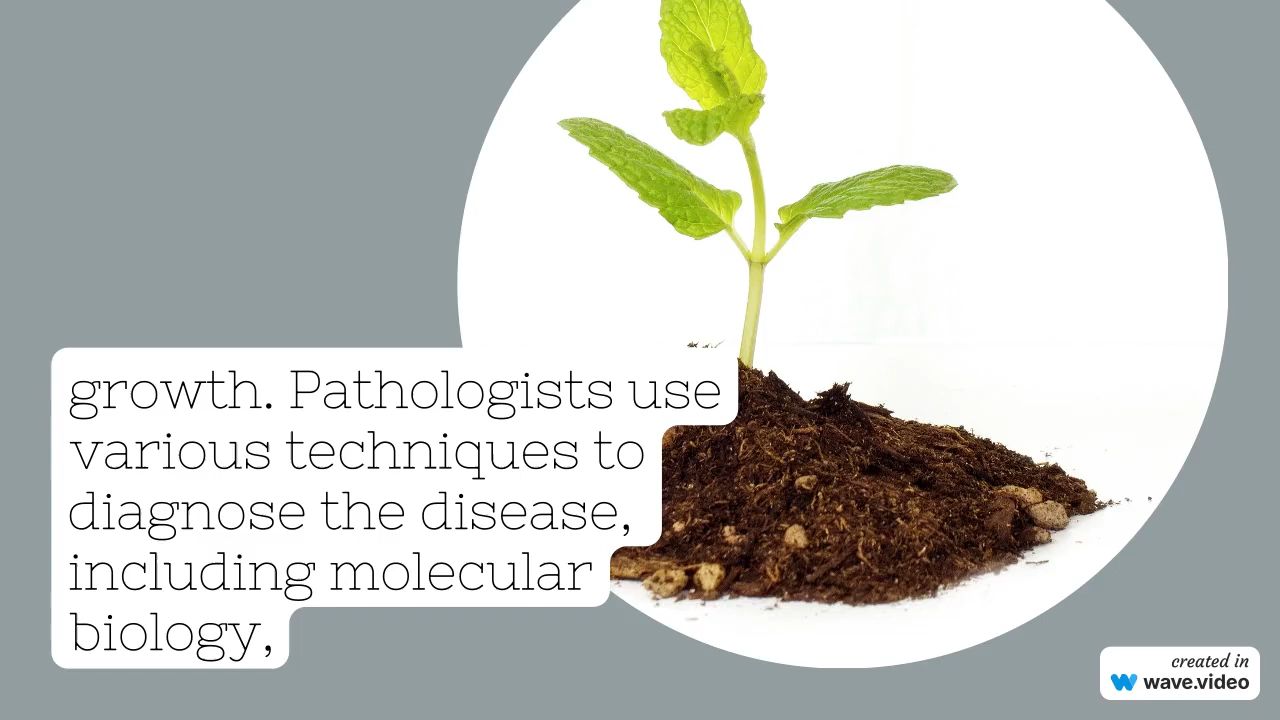 growth. Pathologists use
various techniques to
diagnose the disease,
including molecular
biology,
created in
wave.video